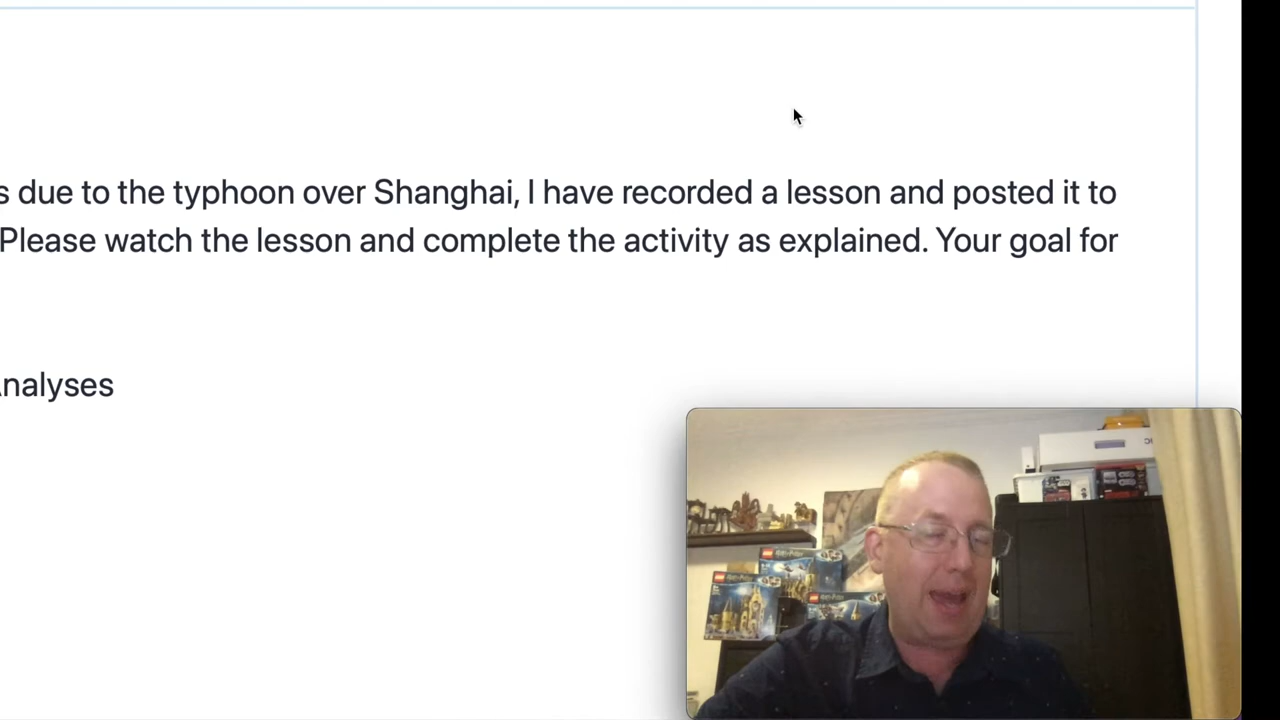 s due to the typhoon over Shanghai, I have recorded a lesson and posted it to
Please watch the lesson and complete the activity as explained. Your goal for
nalyses